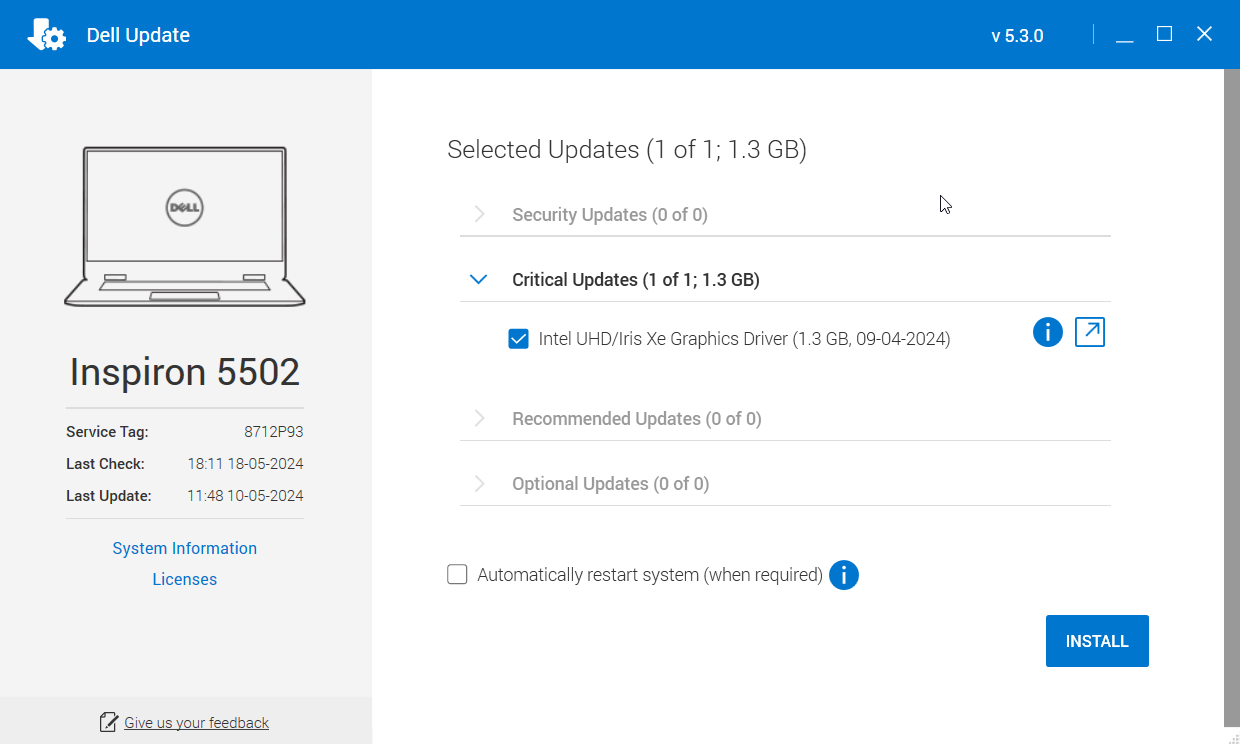 Dell Update
v 5.3.0
DELL
Inspiron 5502
Service Tag: 8712P93
Last Check: 18:11 18-05-2024
Last Update: 11:48 10-05-2024
System Information
Licenses
Give us your feedback
Selected Updates (1 of 1; 1.3 GB)
Security Updates (0 of 0)
Critical Updates (1 of 1; 1.3 GB)
Intel UHD/Iris Xe Graphics Driver (1.3 GB, 09-04-2024)
Recommended Updates (0 of 0)
Optional Updates (0 of 0)
Automatically restart system (when required)
INSTALL